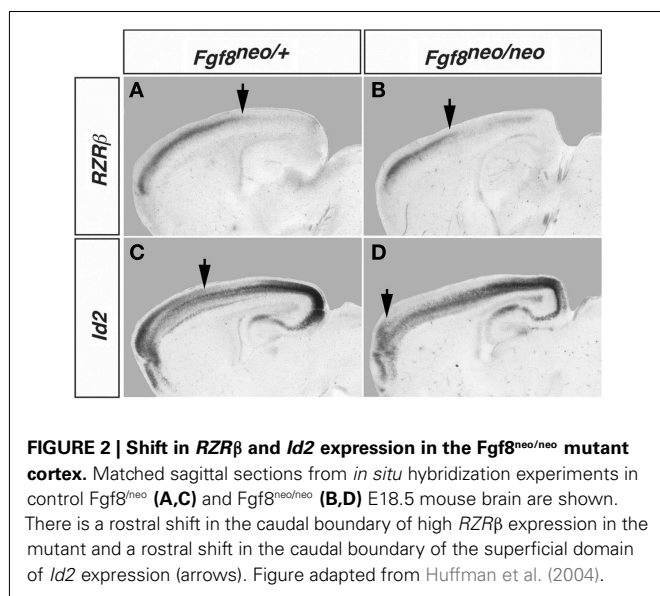 Fgf8neo/+ Fgf8neo/neo
A B
RZRβ
C D
Id2
FIGURE 2 | Shift in RZRβ and Id2 expression in the Fgf8neo/neo mutant
cortex. Matched sagittal sections from in situ hybridization experiments in
control Fgf8/neo (A,C) and Fgf8neo/neo (B,D) E18.5 mouse brain are shown.
There is a rostral shift in the caudal boundary of high RZRβ expression in the
mutant and a rostral shift in the caudal boundary of the superficial domain
of Id2 expression (arrows). Figure adapted from Huffman et al. (2004).